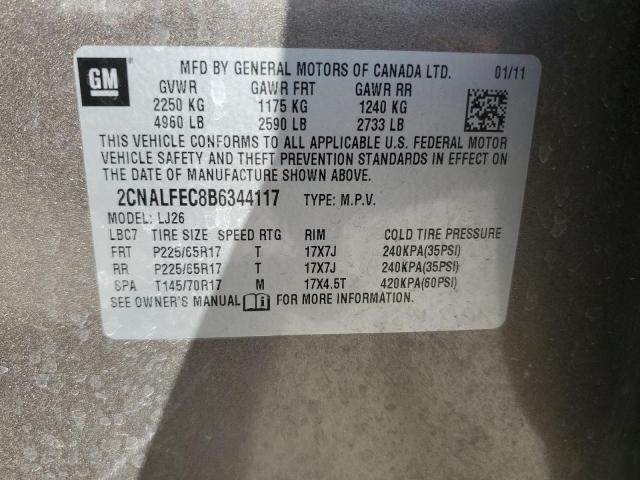 GM
MFD BY GENERAL MOTORS OF CANADA LTD. 01/11
GVWR GAWR FRT GAWR RR
2250 KG 1175 KG 1240 KG
4960 LB 2590 LB 2733 LB
THIS VEHICLE CONFORMS TO ALL APPLICABLE U.S. FEDERAL MOTOR
VEHICLE SAFETY AND THEFT PREVENTION STANDARDS IN EFFECT ON
THE DATE OF MANUFACTURE SHOWN ABOVE.
2CNALFEC8B6344117 TYPE: M.P.V.
MODEL: LJ26
LBC7 TIRE SIZE SPEED RTG RIM COLD TIRE PRESSURE
FRT P225/65R17 T 17X7J 240KPA(35PSI)
RR P225/65R17 T 17X7J 240KPA(35PSI)
SPA T145/70R17 M 17X4.5T 420KPA(60PSI)
SEE OWNER'S MANUAL i FOR MORE INFORMATION.